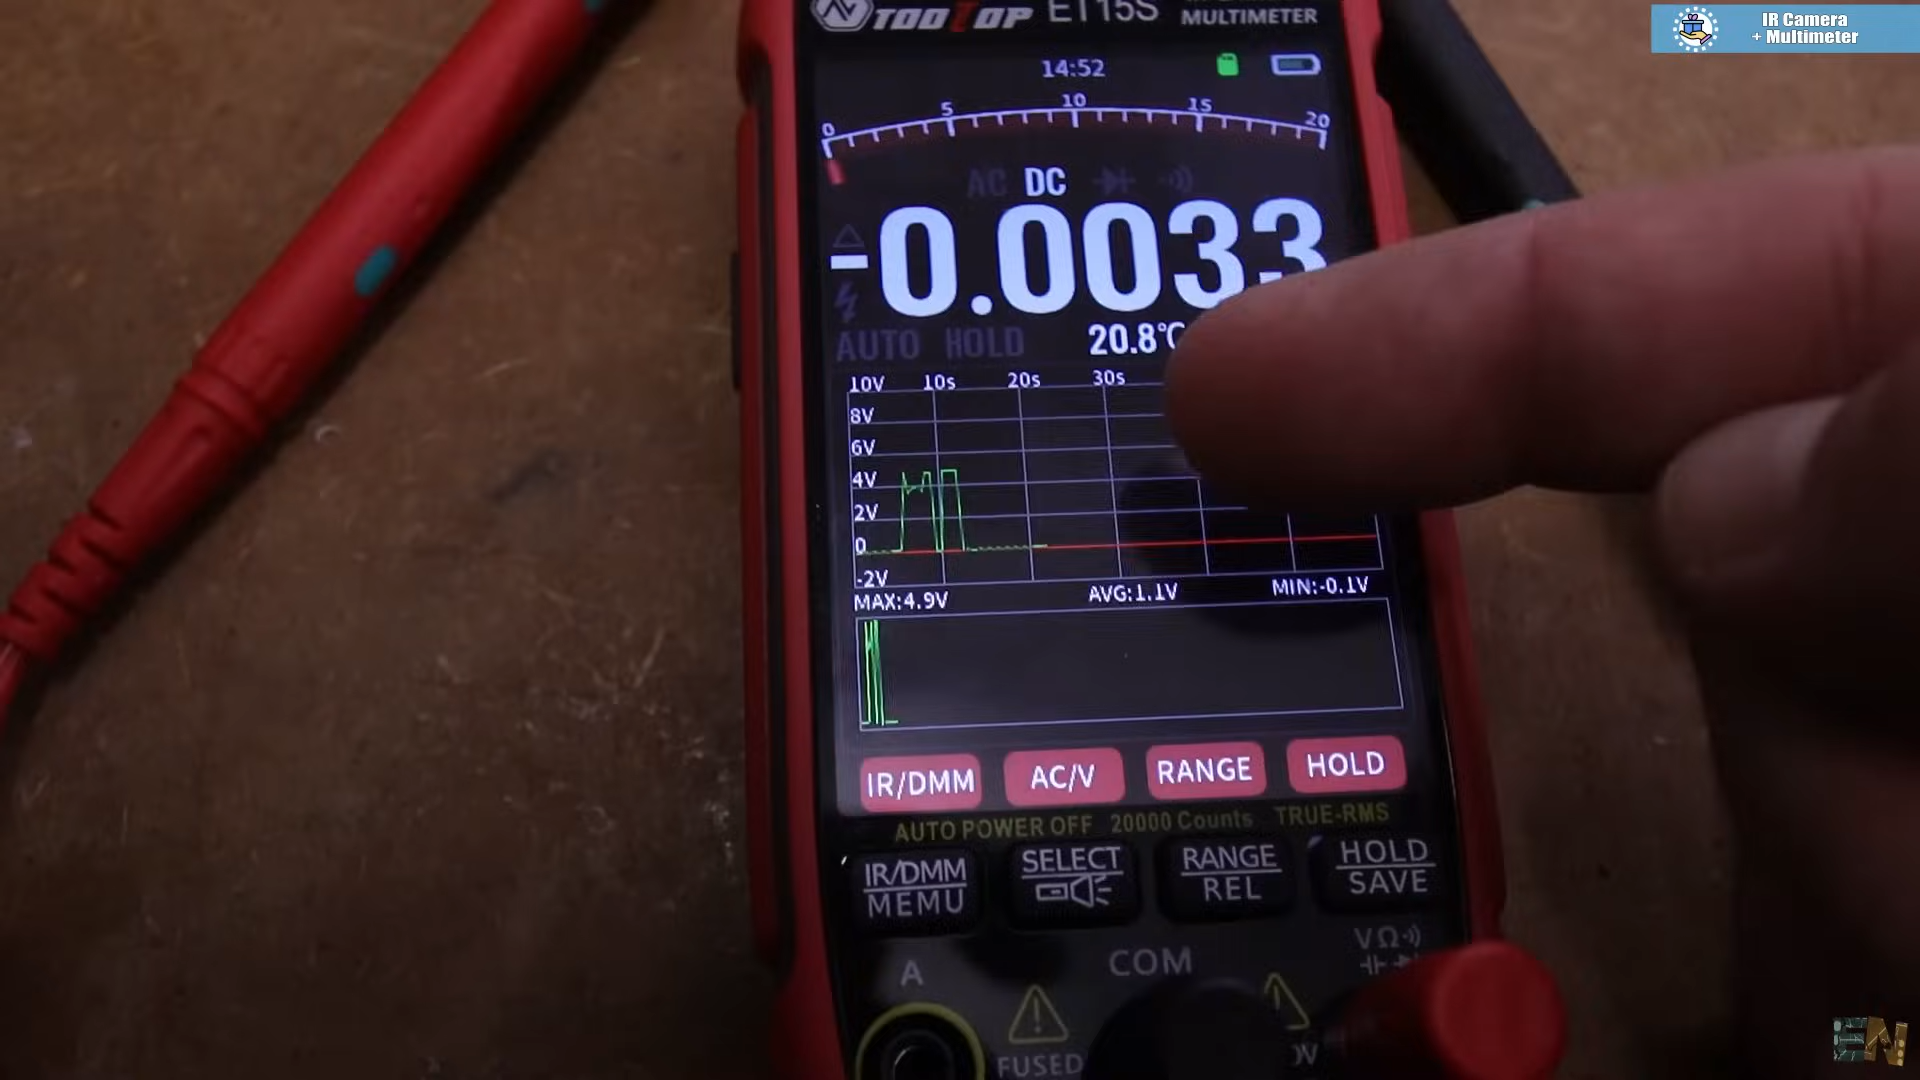 IR Camera
+ Multimeter
TOOLTOP ET15S
MULTIMETER
14:52
0 5 10 15 20
AC DC
-0.0033
AUTO HOLD 20.8℃
10V 10s 20s 30s
8V
6V
4V
2V
0
-2V
MAX:4.9V AVG:1.1V MIN:-0.1V
IR/DMM AC/V RANGE HOLD
AUTO POWER OFF 20000 Counts TRUE-RMS
IR/DMM SELECT RANGE HOLD
MEMU REL SAVE
A COM VΩ
FUSED
EN